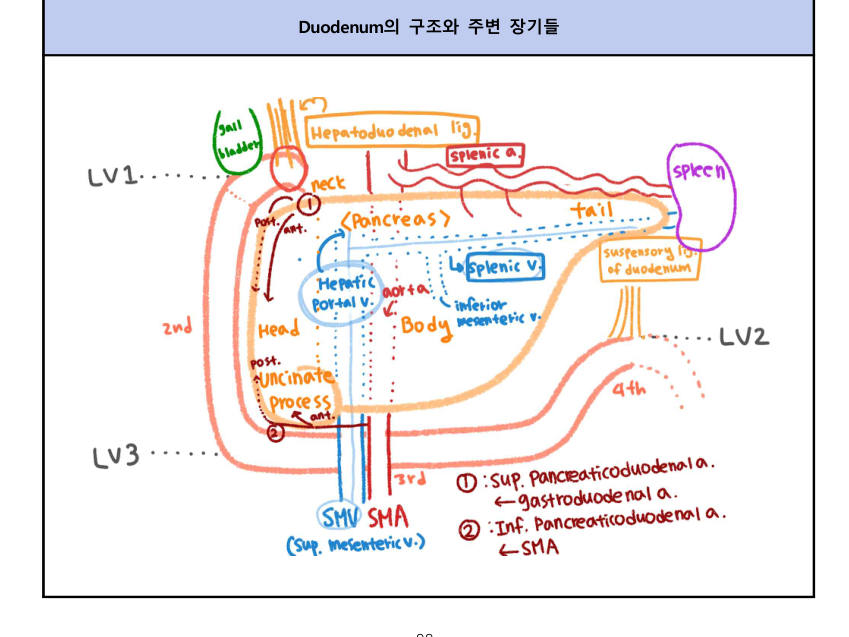 Duodenum의 구조와 주변 장기들
gall
bladder
Hepatoduodenal lig.
splenic a.
spleen
LV1
neck
①
post.
ant.
<Pancreas>
tail
suspensory lig.
of duodenum
splenic v.
Hepatic
portal v.
aorta
inferior
mesenteric v.
2nd
Head
Body
LV2
post.
Uncinate
process
ant.
②
4th
LV3
3rd
SMV SMA
(sup. mesenteric v.)
① : Sup. Pancreaticoduodenal a.
← gastroduodenal a.
② : Inf. Pancreaticoduodenal a.
← SMA